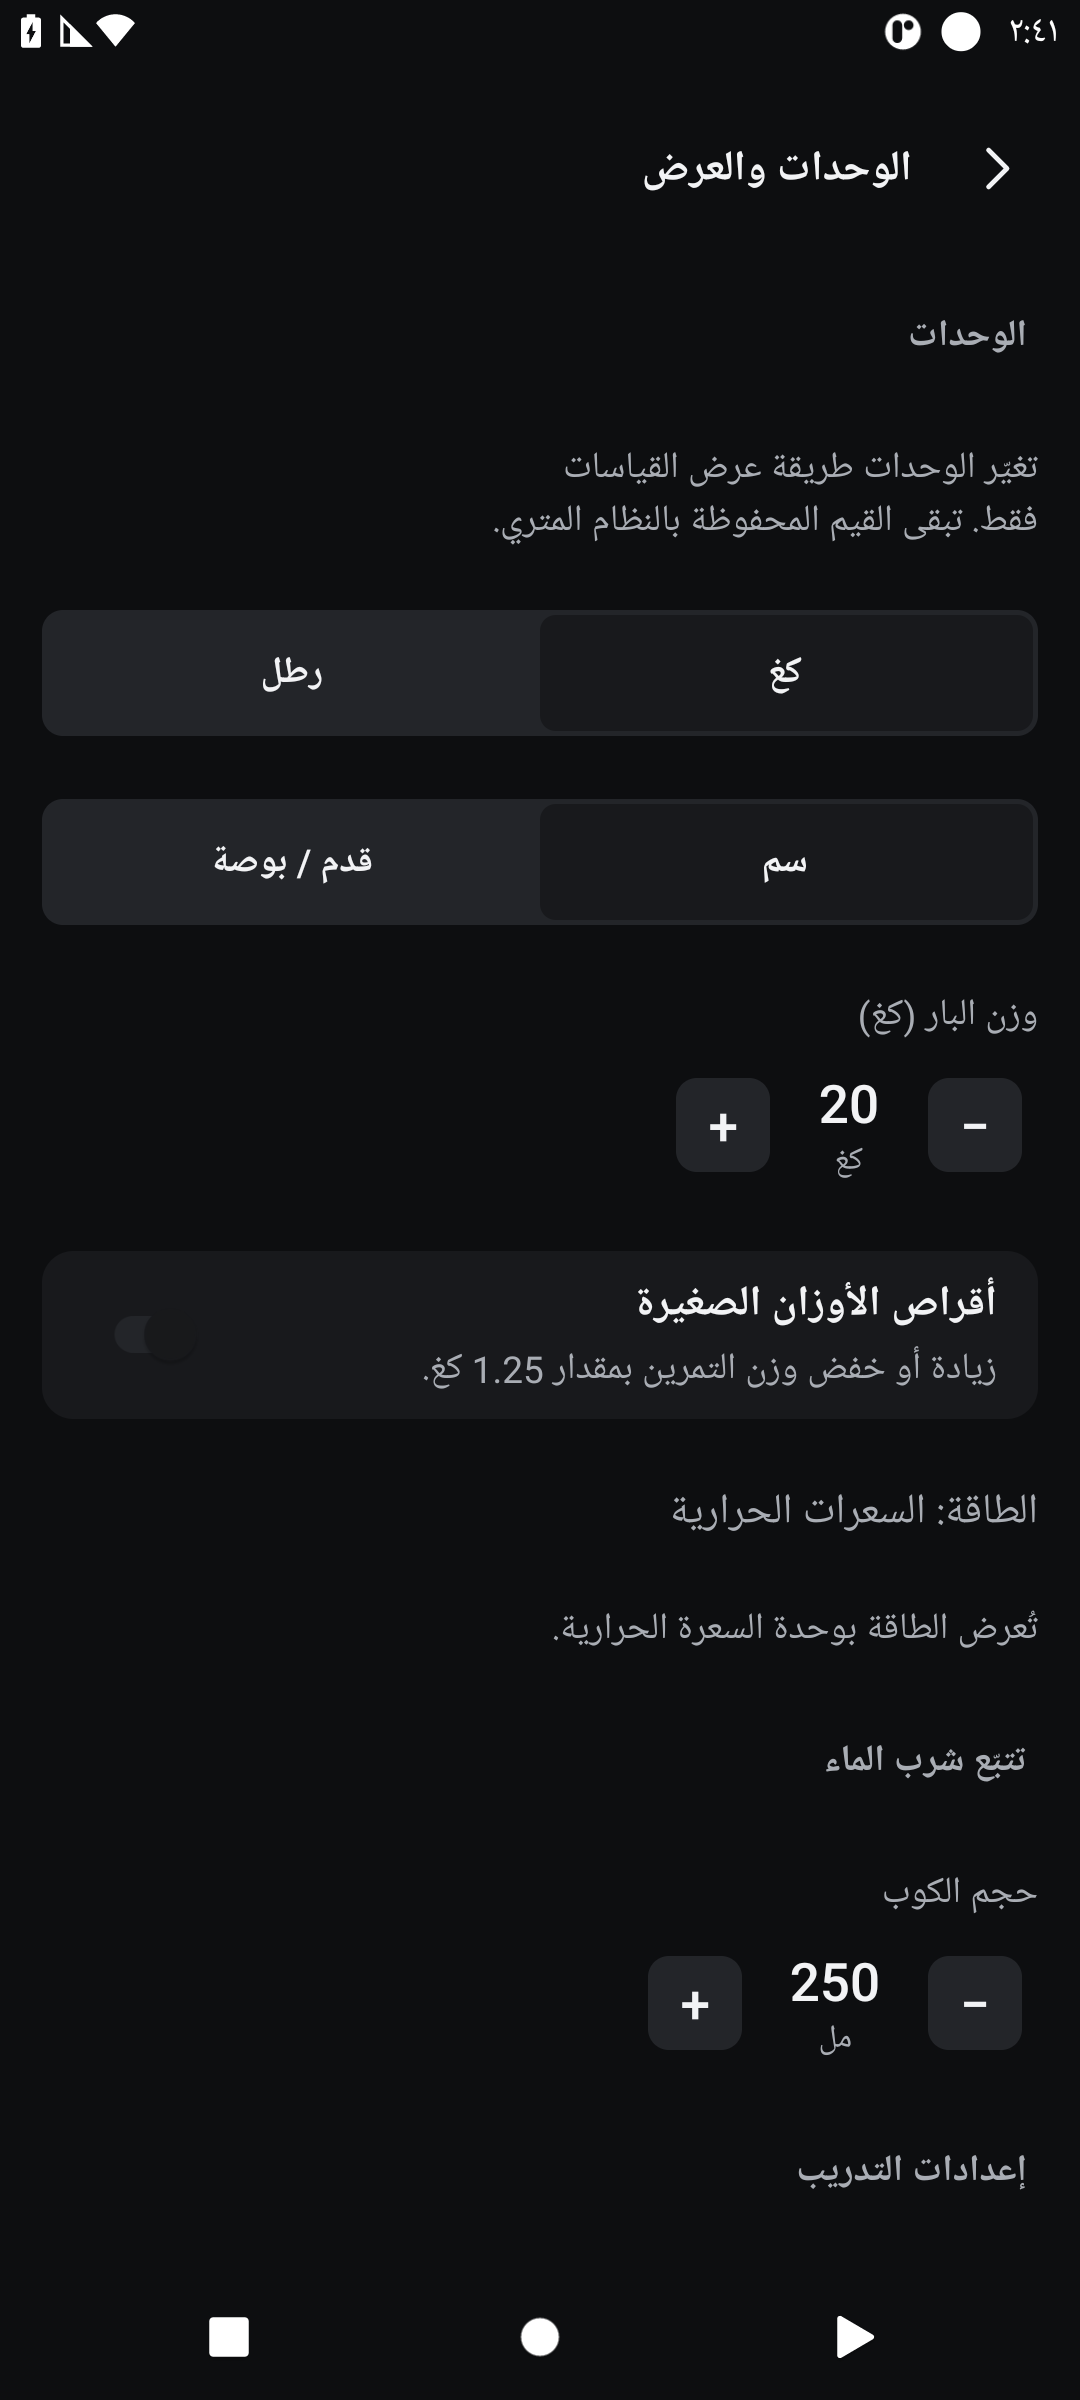 ٢:٤١
الوحدات والعرض
الوحدات
تغيّر الوحدات طريقة عرض القياسات
فقط. تبقى القيم المحفوظة بالنظام المتري.
كغ
رطل
سم
قدم / بوصة
وزن البار (كغ)
−
20
+
كغ
أقراص الأوزان الصغيرة
زيادة أو خفض وزن التمرين بمقدار 1.25 كغ.
الطاقة: السعرات الحرارية
تُعرض الطاقة بوحدة السعرة الحرارية.
تتبّع شرب الماء
حجم الكوب
−
250
+
مل
إعدادات التدريب